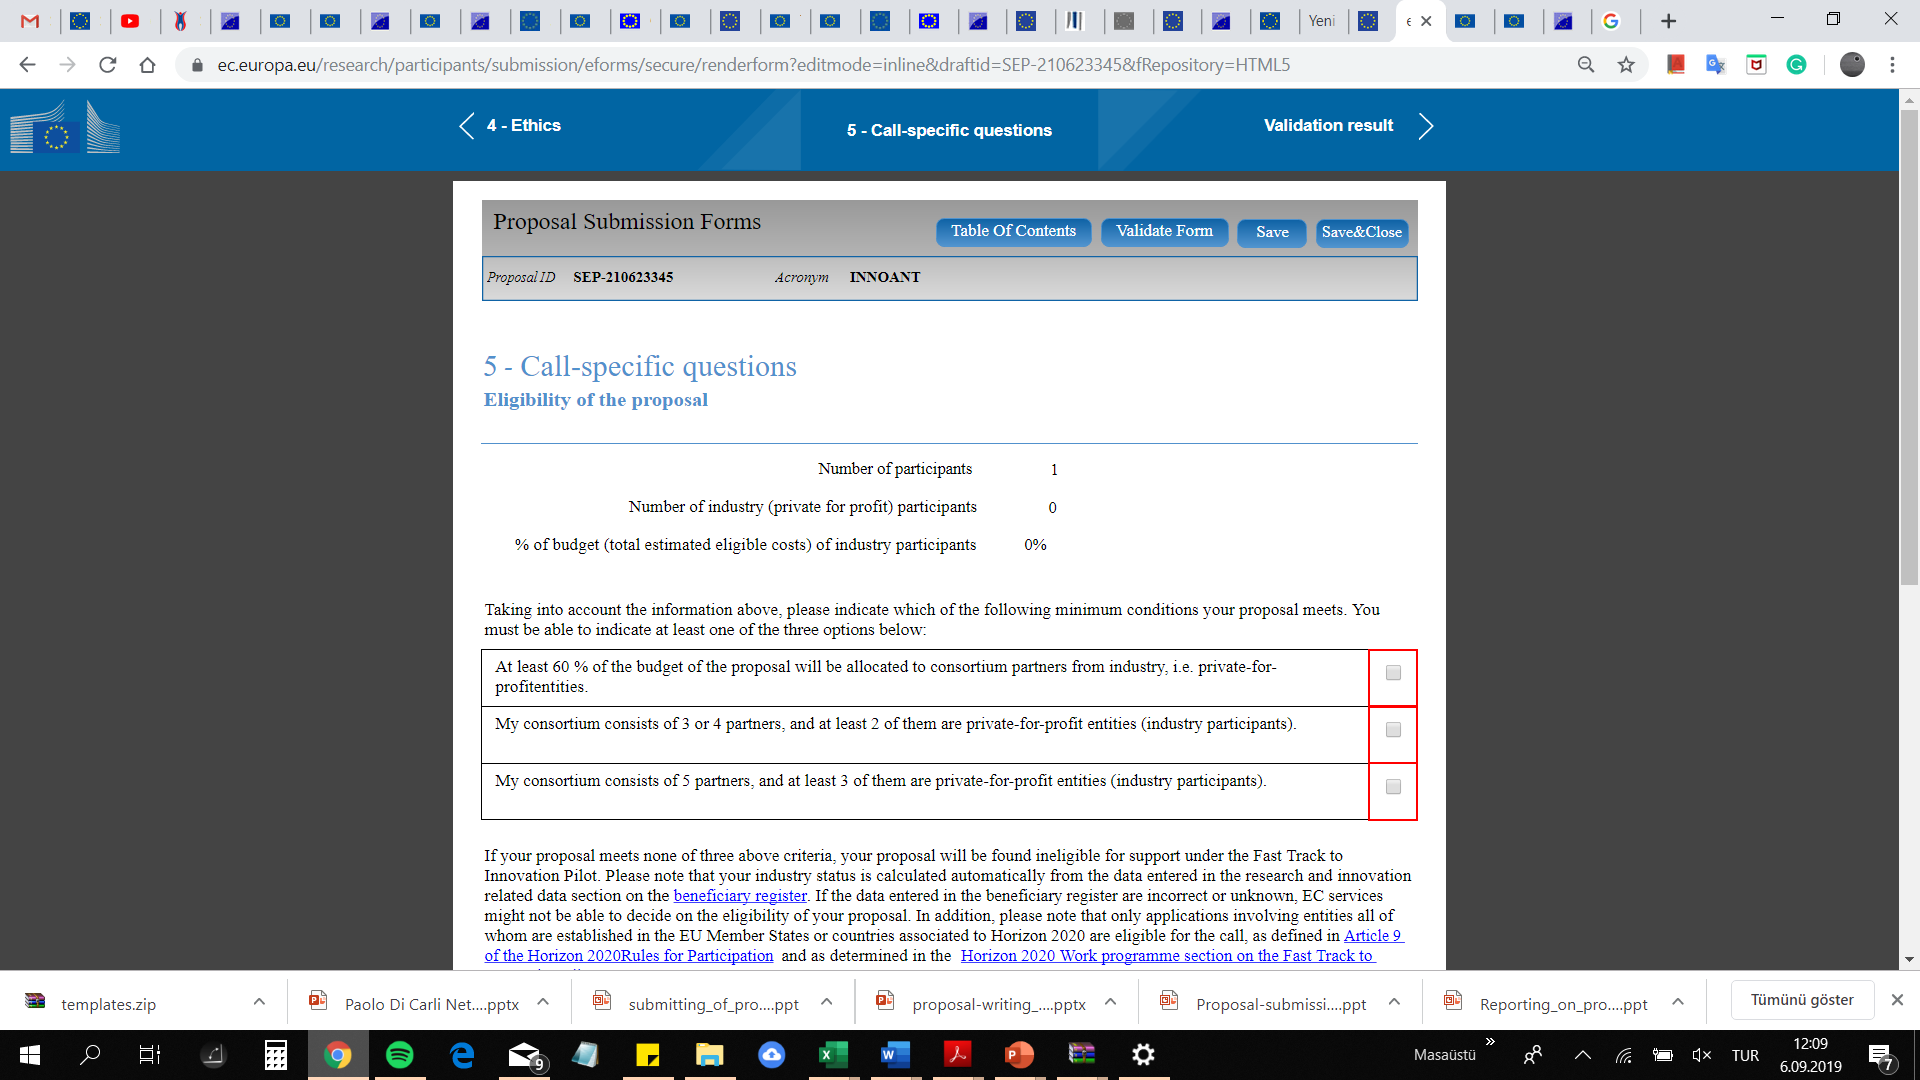 Yeni
e
ec.europa.eu/research/participants/submission/eforms/secure/renderform?editmode=inline&draftid=SEP-210623345&fRepository=HTML5
4 - Ethics
5 - Call-specific questions
Validation result
Proposal Submission Forms
Table Of Contents
Validate Form
Save
Save&Close
Proposal ID SEP-210623345 Acronym INNOANT
5 - Call-specific questions
Eligibility of the proposal
Number of participants 1
Number of industry (private for profit) participants 0
% of budget (total estimated eligible costs) of industry participants 0%
Taking into account the information above, please indicate which of the following minimum conditions your proposal meets. You
must be able to indicate at least one of the three options below:
At least 60 % of the budget of the proposal will be allocated to consortium partners from industry, i.e. private-for-
profitentities.
My consortium consists of 3 or 4 partners, and at least 2 of them are private-for-profit entities (industry participants).
My consortium consists of 5 partners, and at least 3 of them are private-for-profit entities (industry participants).
If your proposal meets none of three above criteria, your proposal will be found ineligible for support under the Fast Track to
Innovation Pilot. Please note that your industry status is calculated automatically from the data entered in the research and innovation
related data section on the beneficiary register. If the data entered in the beneficiary register are incorrect or unknown, EC services
might not be able to decide on the eligibility of your proposal. In addition, please note that only applications involving entities all of
whom are established in the EU Member States or countries associated to Horizon 2020 are eligible for the call, as defined in Article 9
of the Horizon 2020Rules for Participation and as determined in the Horizon 2020 Work programme section on the Fast Track to
templates.zip
Paolo Di Carli Net....pptx
submitting_of_pro....ppt
proposal-writing_....pptx
Proposal-submissi....ppt
Reporting_on_pro....ppt
Tümünü göster
9
Masaüstü
TUR
12:09
6.09.2019
7